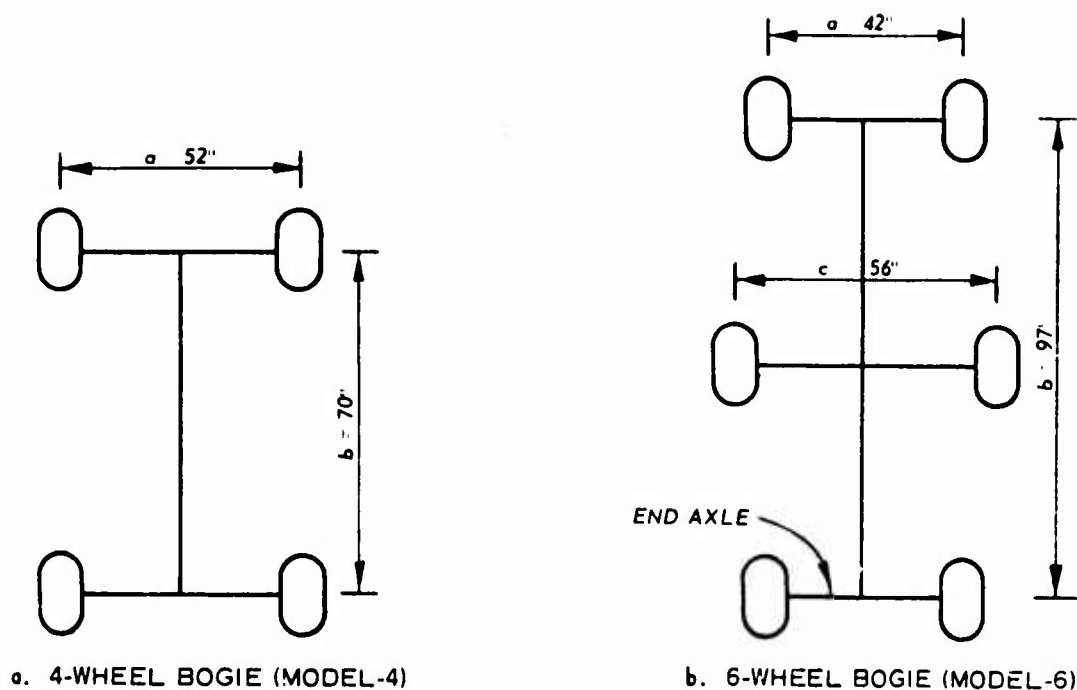 a 52"
b = 70"
a. 4-WHEEL BOGIE (MODEL-4)
a 42"
c 56"
b - 97'
END AXLE
b. 6-WHEEL BOGIE (MODEL-6)